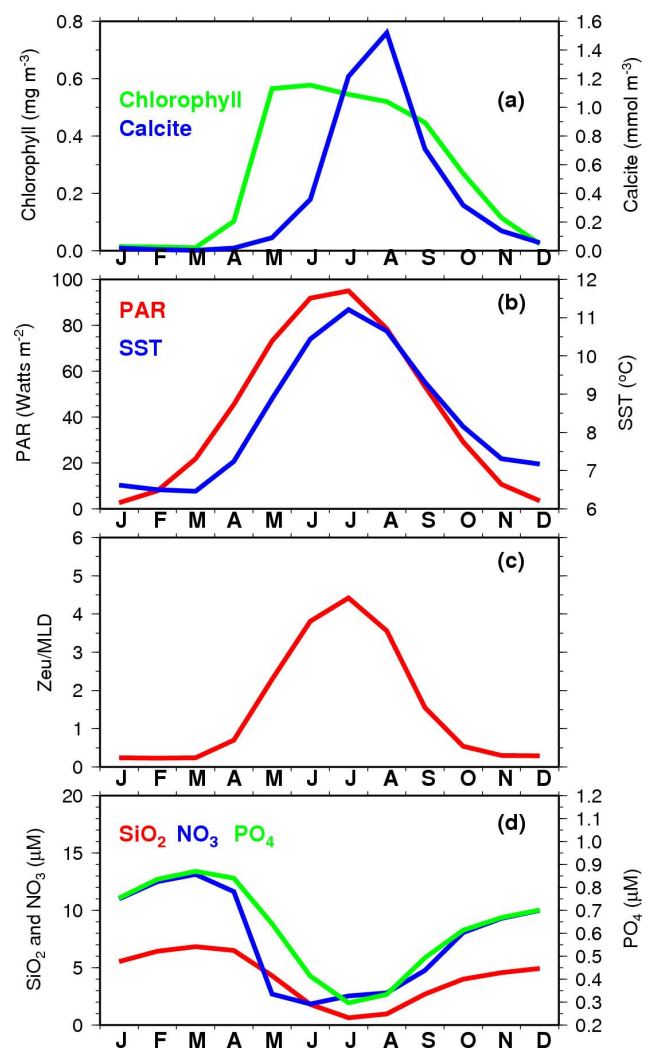 0.8 1.6
1.4
0.6 Chlorophyll (a) 1.2
Calcite 1.0
0.4 0.8
0.6
0.2 0.4
0.2
0.0 0.0
Chlorophyll (mg m-3)
Calcite (mmol m-3)
J F M A M J J A S O N D
100 12
PAR (b) 11
80
SST 10
60
9
40
8
20 7
0 6
PAR (Watts m-2)
SST (°C)
J F M A M J J A S O N D
6
(c)
5
4
3
2
1
0
Zeu/MLD
J F M A M J J A S O N D
20 1.2
1.1
SiO2 NO3 PO4 (d) 1.0
15 0.9
0.8
10 0.7
0.6
5 0.5
0.4
0.3
0 0.2
SiO2 and NO3 (µM)
PO4 (µM)
J F M A M J J A S O N D